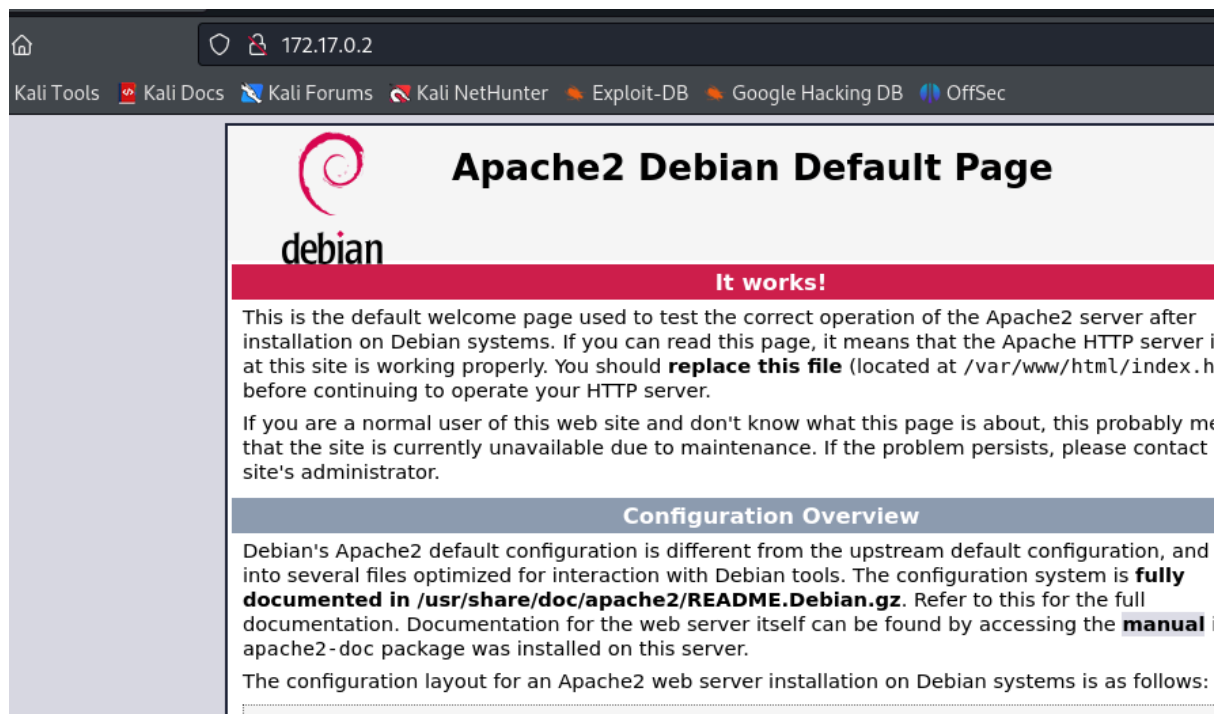 172.17.0.2
Kali Tools Kali Docs Kali Forums Kali NetHunter Exploit-DB Google Hacking DB OffSec
debian
Apache2 Debian Default Page
It works!
This is the default welcome page used to test the correct operation of the Apache2 server after
installation on Debian systems. If you can read this page, it means that the Apache HTTP server i
at this site is working properly. You should replace this file (located at /var/www/html/index.h
before continuing to operate your HTTP server.
If you are a normal user of this web site and don't know what this page is about, this probably me
that the site is currently unavailable due to maintenance. If the problem persists, please contact
site's administrator.
Configuration Overview
Debian's Apache2 default configuration is different from the upstream default configuration, and
into several files optimized for interaction with Debian tools. The configuration system is fully
documented in /usr/share/doc/apache2/README.Debian.gz. Refer to this for the full
documentation. Documentation for the web server itself can be found by accessing the manual i
apache2-doc package was installed on this server.
The configuration layout for an Apache2 web server installation on Debian systems is as follows: